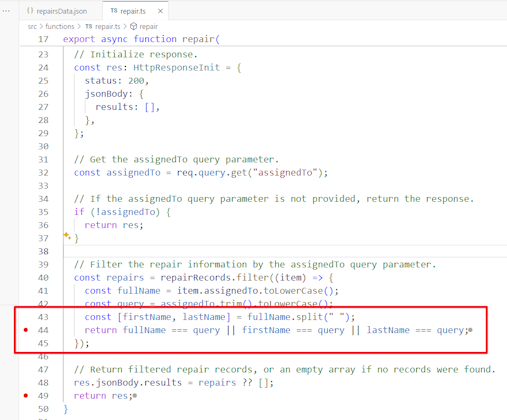 {} repairsData.json
TS repair.ts ×
src > functions > TS repair.ts > repair
17 export async function repair(
23 // Initialize response.
24 const res: HttpResponseInit = {
25 status: 200,
26 jsonBody: {
27 results: [],
28 },
29 };
30
31 // Get the assignedTo query parameter.
32 const assignedTo = req.query.get("assignedTo");
33
34 // If the assignedTo query parameter is not provided, return the response.
35 if (!assignedTo) {
36 return res;
37 }
38
39 // Filter the repair information by the assignedTo query parameter.
40 const repairs = repairRecords.filter((item) => {
41 const fullName = item.assignedTo.toLowerCase();
42 const query = assignedTo.trim().toLowerCase();
43 const [firstName, lastName] = fullName.split(" ");
44 return fullName === query || firstName === query || lastName === query;
45 });
46
47 // Return filtered repair records, or an empty array if no records were found.
48 res.jsonBody.results = repairs ?? [];
49 return res;
50 }